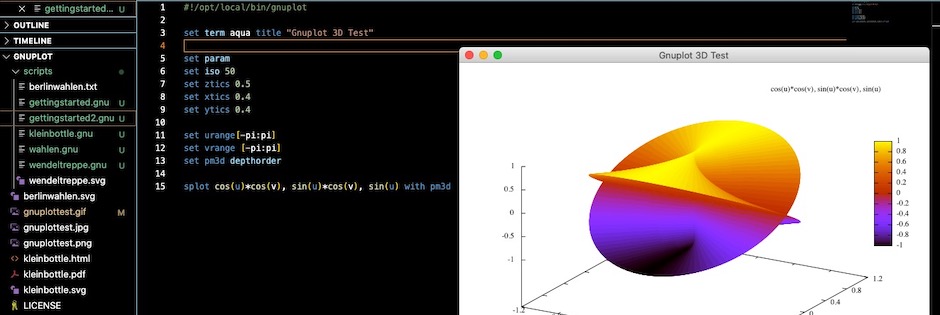 gettingstarted...
U
OUTLINE
TIMELINE
GNUPLOT
scripts
berlinwahlen.txt
gettingstarted.gnu U
gettingstarted2.gnu U
kleinbottle.gnu U
wahlen.gnu U
wendeltreppe.gnu U
wendeltreppe.svg
berlinwahlen.svg
gnuplottest.gif M
gnuplottest.jpg
gnuplottest.png
kleinbottle.html
kleinbottle.pdf
kleinbottle.svg
LICENSE
1 #!/opt/local/bin/gnuplot
2
3 set term aqua title "Gnuplot 3D Test"
4
5 set param
6 set iso 50
7 set ztics 0.5
8 set xtics 0.4
9 set ytics 0.4
10
11 set urange[-pi:pi]
12 set vrange [-pi:pi]
13 set pm3d depthorder
14
15 splot cos(u)*cos(v), sin(u)*cos(v), sin(u) with pm3d
Gnuplot 3D Test
cos(u)*cos(v), sin(u)*cos(v), sin(u)
1
0.5
0
-0.5
-1
-1.2
1.2
0.8
0.4
0
1
0.8
0.6
0.4
0.2
0
-0.2
-0.4
-0.6
-0.8
-1